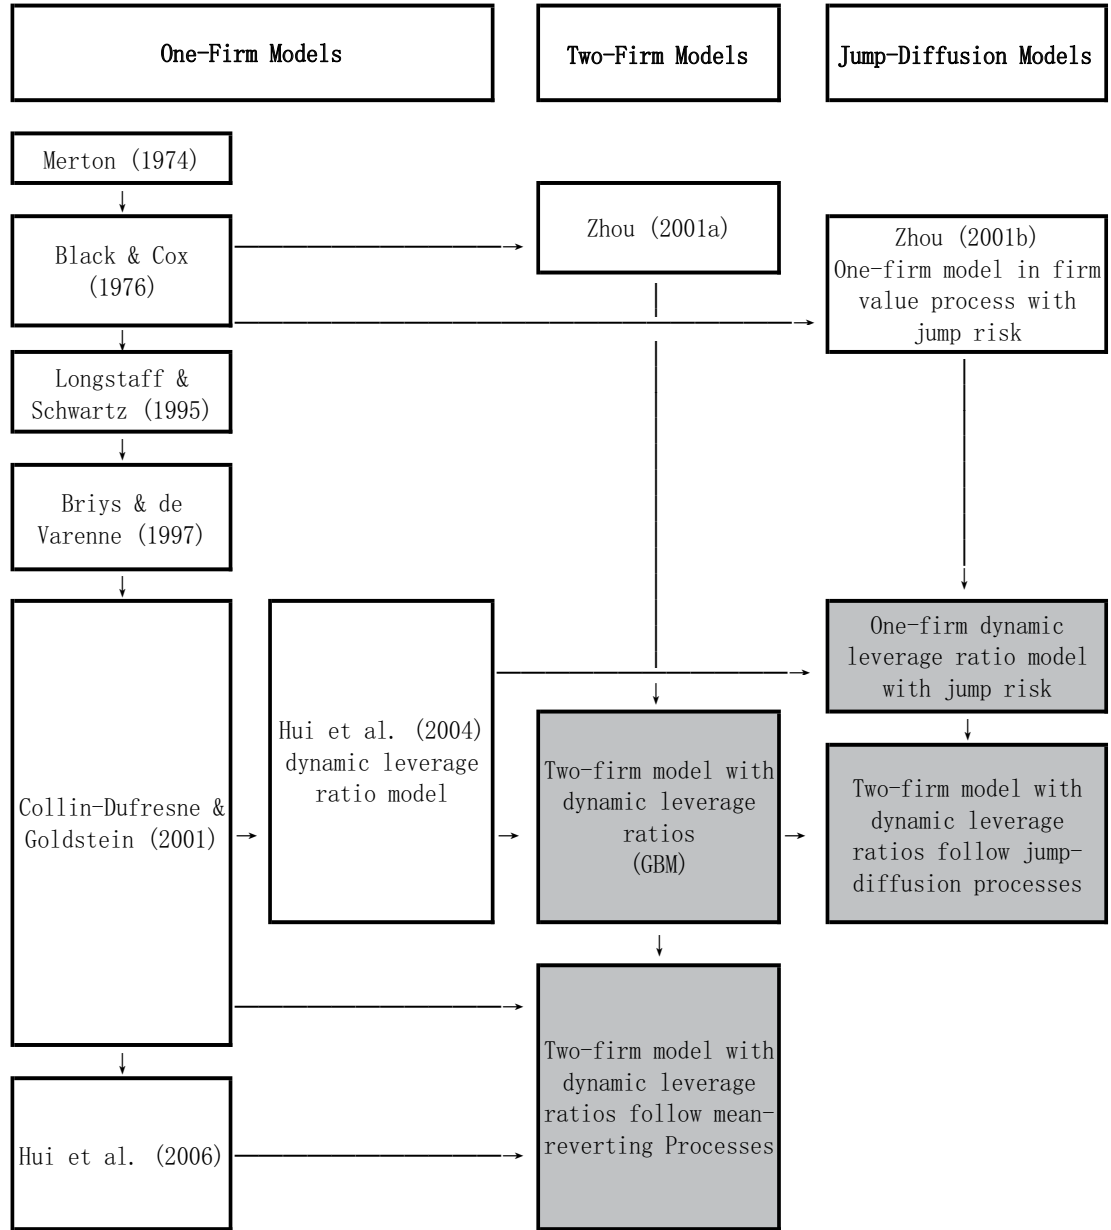 One-Firm Models
Two-Firm Models
Jump-Diffusion Models
Merton (1974)
Black & Cox
(1976)
Zhou (2001a)
Zhou (2001b)
One-firm model in firm
value process with
jump risk
Longstaff &
Schwartz (1995)
Briys & de
Varenne (1997)
Collin-Dufresne &
Goldstein (2001)
Hui et al. (2004)
dynamic leverage
ratio model
Two-firm model with
dynamic leverage
ratios
(GBM)
One-firm dynamic
leverage ratio model
with jump risk
Two-firm model with
dynamic leverage
ratios follow jump-
diffusion processes
Hui et al. (2006)
Two-firm model with
dynamic leverage
ratios follow mean-
reverting Processes